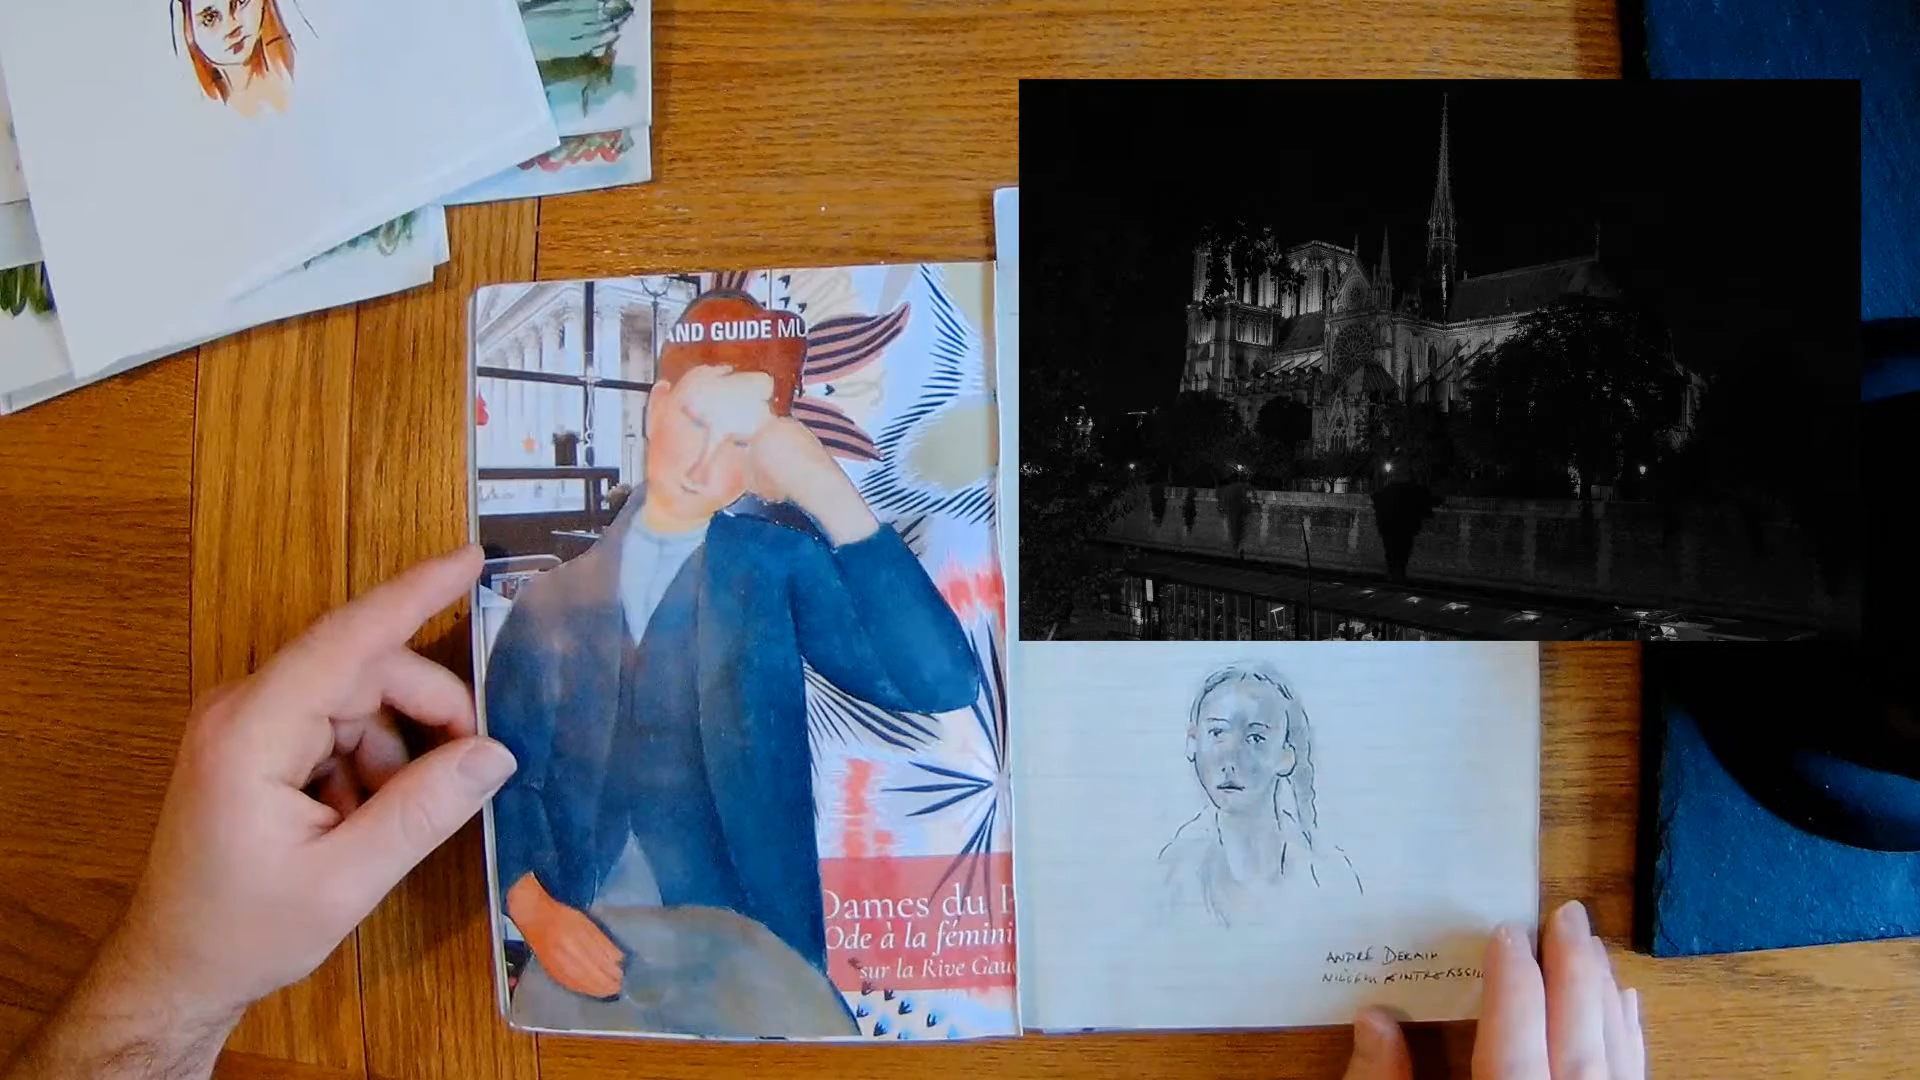 AND GUIDE MU
Dames du
Ode à la fémini
sur la Rive Gau
ANDRÉ DERAIN